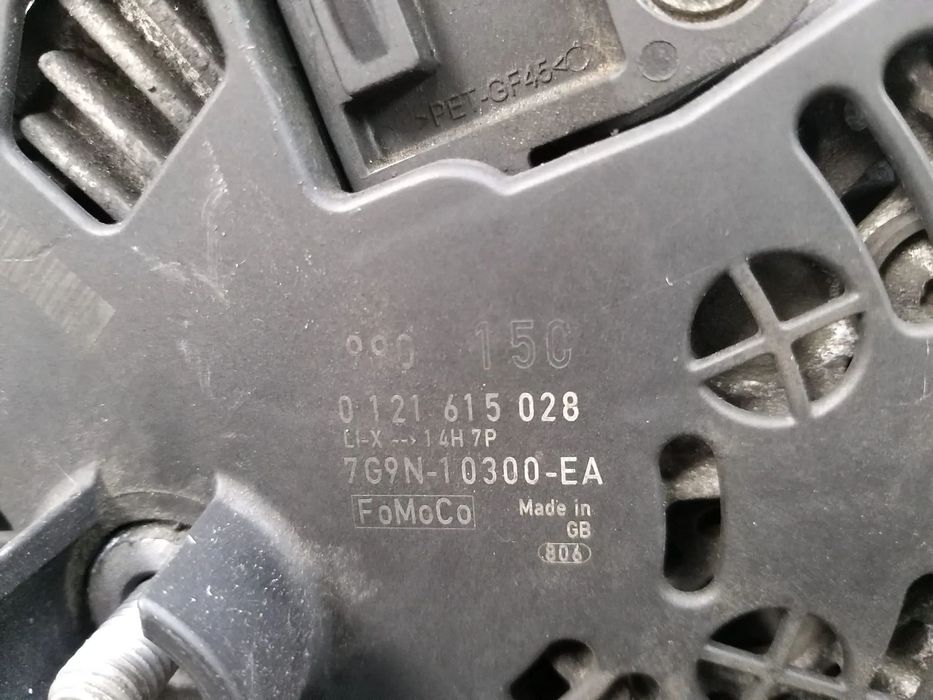 >PET-GF45<
990 15C
0 121 615 028
LI-X --> 14H 7P
7G9N-10300-EA
FoMoCo Made in
GB
806